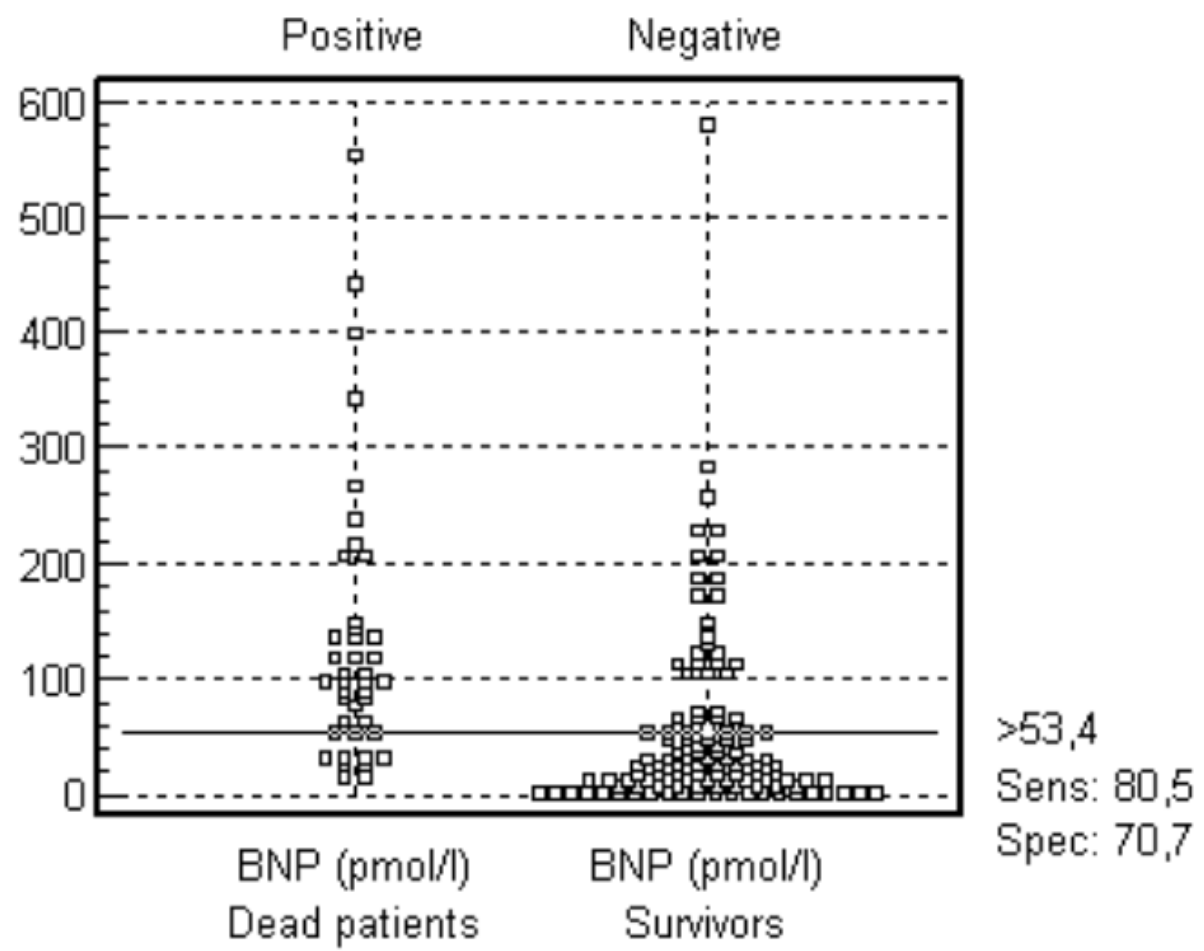 Positive Negative
600
500
400
300
200
100
0
>53,4
Sens: 80,5
Spec: 70,7
BNP (pmol/l) BNP (pmol/l)
Dead patients Survivors